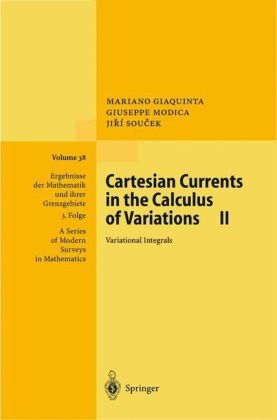 MARIANO GIAQUINTA
GIUSEPPE MODICA
JIŘÍ SOUČEK
Volume 38
Ergebnisse
der Mathematik
und ihrer
Grenzgebiete
3. Folge
A Series
of Modern
Surveys
in Mathematics
Cartesian Currents
in the Calculus
of Variations II
Variational Integrals
Springer